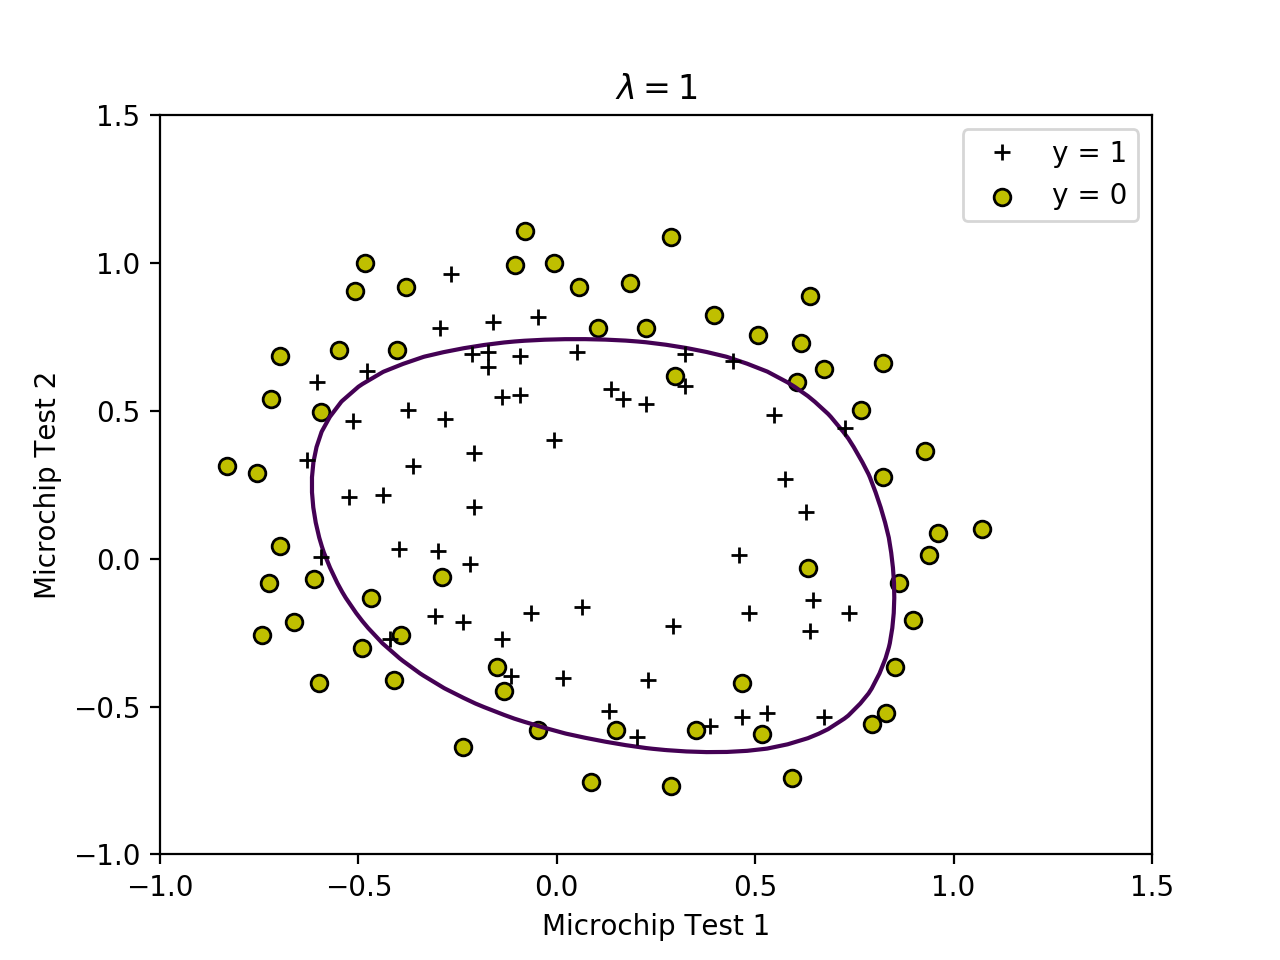 λ = 1
1.5
1.0
0.5
0.0
−0.5
−1.0
Microchip Test 2
y = 1
y = 0
−1.0 −0.5 0.0 0.5 1.0 1.5
Microchip Test 1